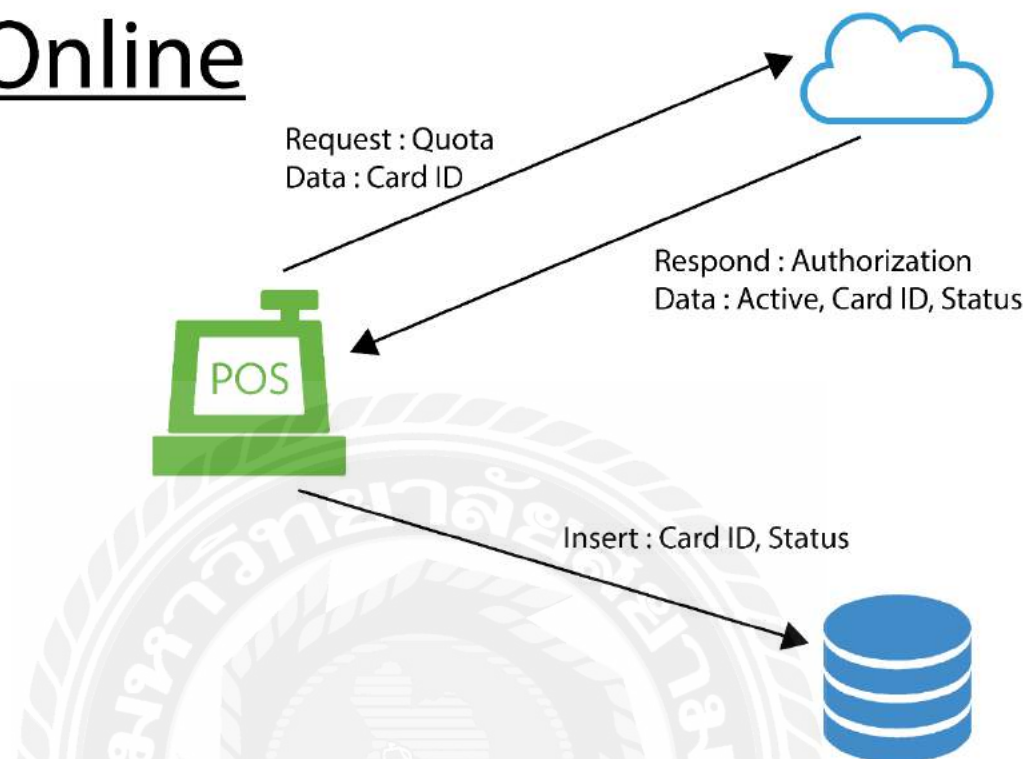 Online
Request : Quota
Data : Card ID
Respond : Authorization
Data : Active, Card ID, Status
POS
Insert : Card ID, Status